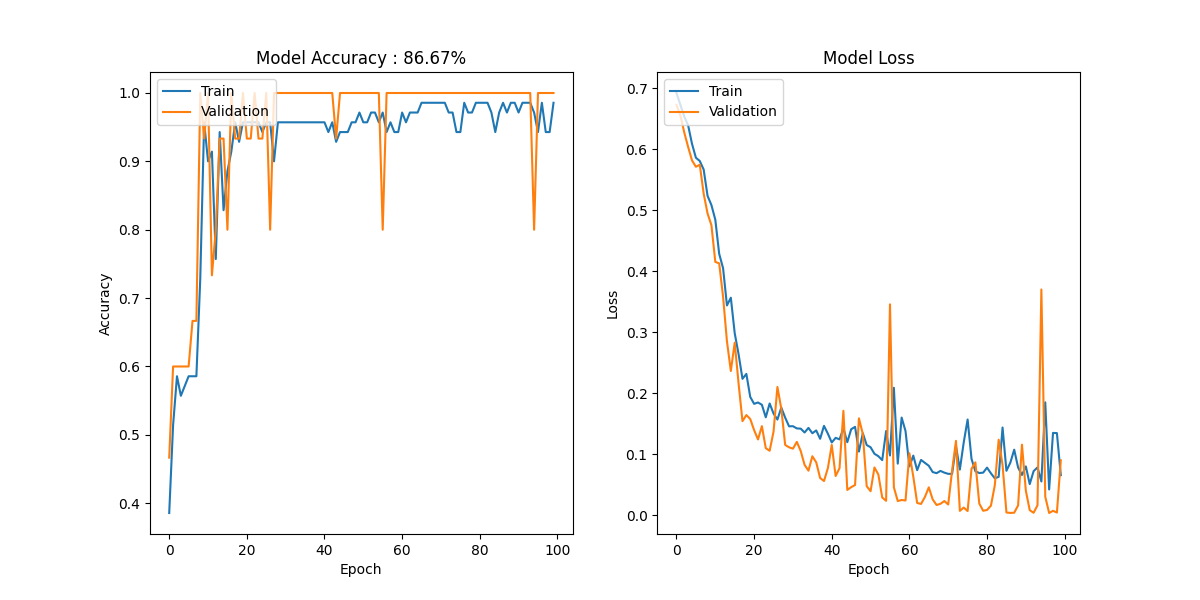 Model Accuracy : 86.67%
Train
Validation
Accuracy
1.0
0.9
0.8
0.7
0.6
0.5
0.4
0 20 40 60 80 100
Epoch
Model Loss
Train
Validation
Loss
0.7
0.6
0.5
0.4
0.3
0.2
0.1
0.0
0 20 40 60 80 100
Epoch